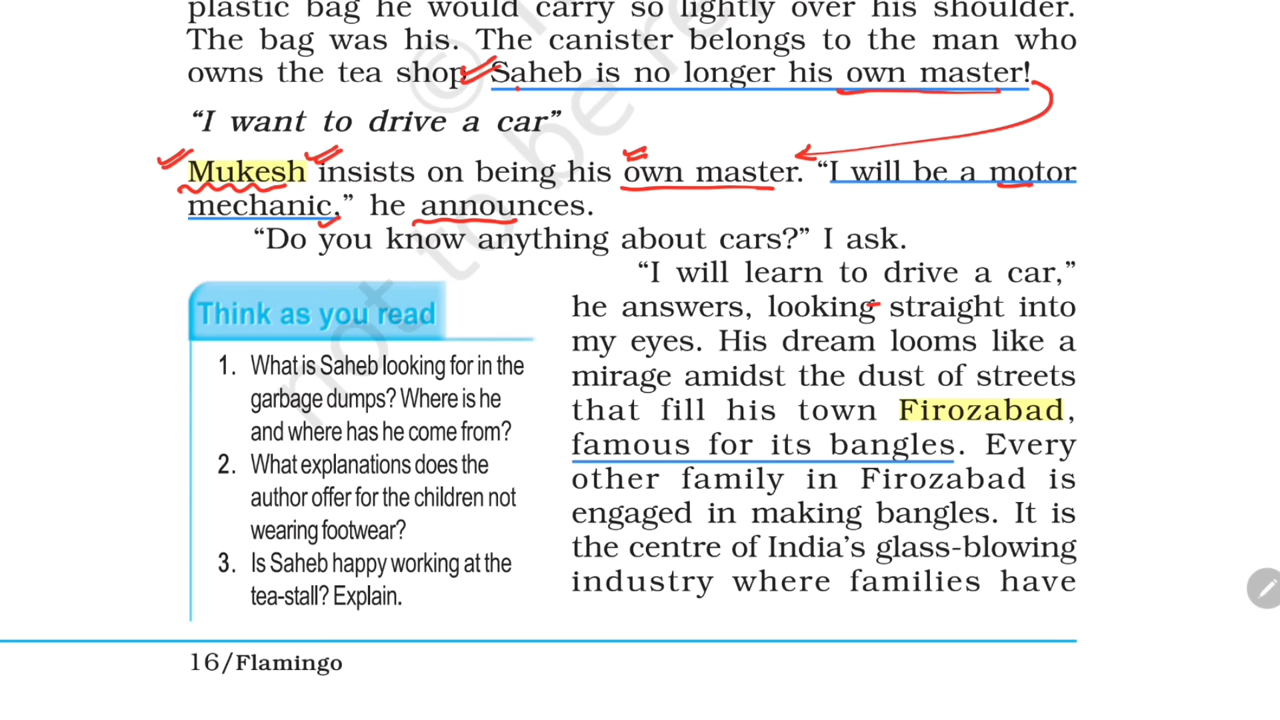 plastic bag he would carry so lightly over his shoulder.
The bag was his. The canister belongs to the man who
owns the tea shop. Saheb is no longer his own master!
“I want to drive a car”
Mukesh insists on being his own master. “I will be a motor
mechanic,” he announces.
“Do you know anything about cars?” I ask.
“I will learn to drive a car,”
he answers, looking straight into
my eyes. His dream looms like a
mirage amidst the dust of streets
that fill his town Firozabad,
famous for its bangles. Every
other family in Firozabad is
engaged in making bangles. It is
the centre of India’s glass-blowing
industry where families have
Think as you read
1. What is Saheb looking for in the
garbage dumps? Where is he
and where has he come from?
2. What explanations does the
author offer for the children not
wearing footwear?
3. Is Saheb happy working at the
tea-stall? Explain.
16/Flamingo
not to be re